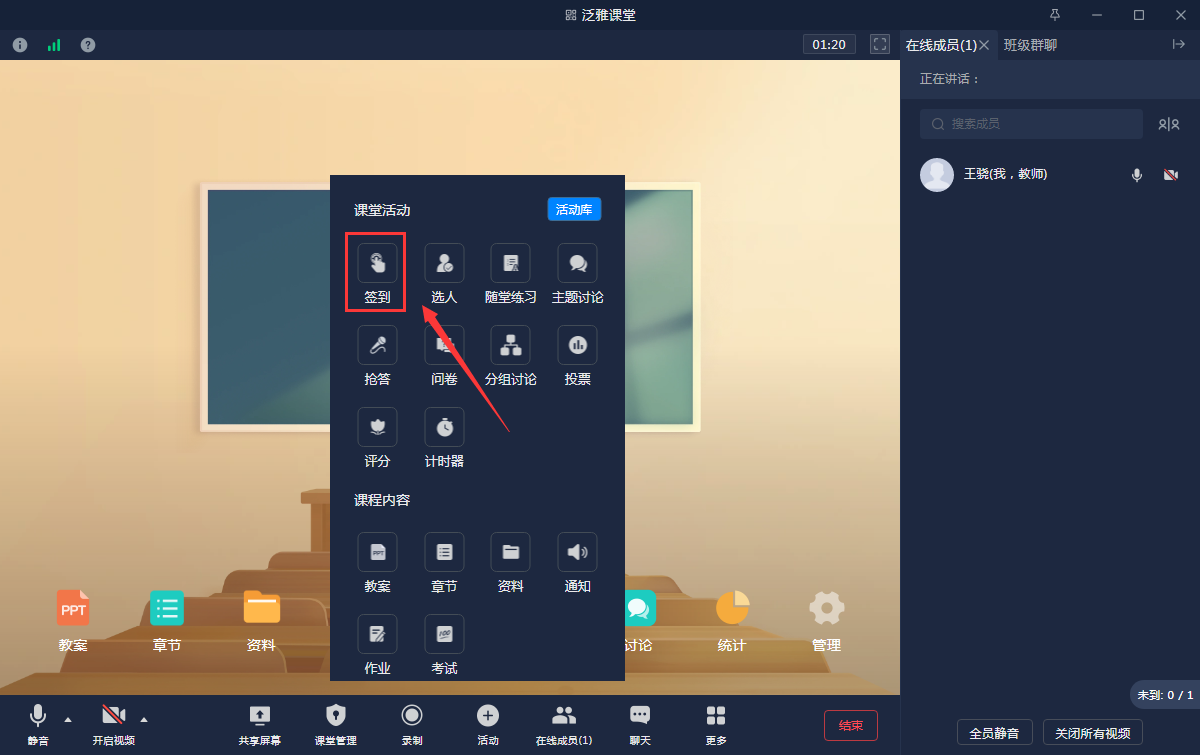 泛雅课堂
01:20
在线成员(1)
班级群聊
正在讲话：
搜索成员
王骁(我，教师)
课堂活动
活动库
签到
选人
随堂练习
主题讨论
抢答
问卷
分组讨论
投票
评分
计时器
课程内容
PPT
教案
章节
资料
通知
100
作业
考试
PPT
教案
章节
资料
讨论
统计
管理
未到: 0 / 1
静音
开启视频
共享屏幕
课堂管理
录制
活动
在线成员(1)
聊天
更多
结束
全员静音
关闭所有视频